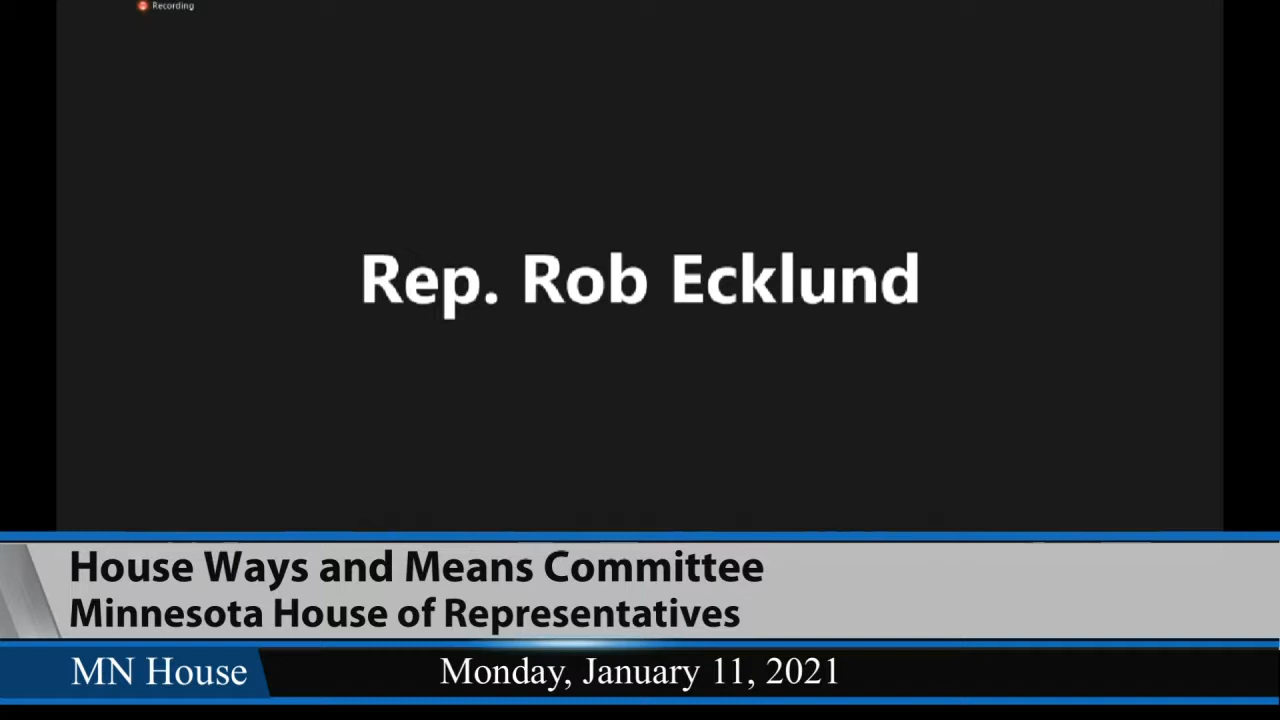 Recording
Rep. Rob Ecklund
House Ways and Means Committee
Minnesota House of Representatives
MN House
Monday, January 11, 2021